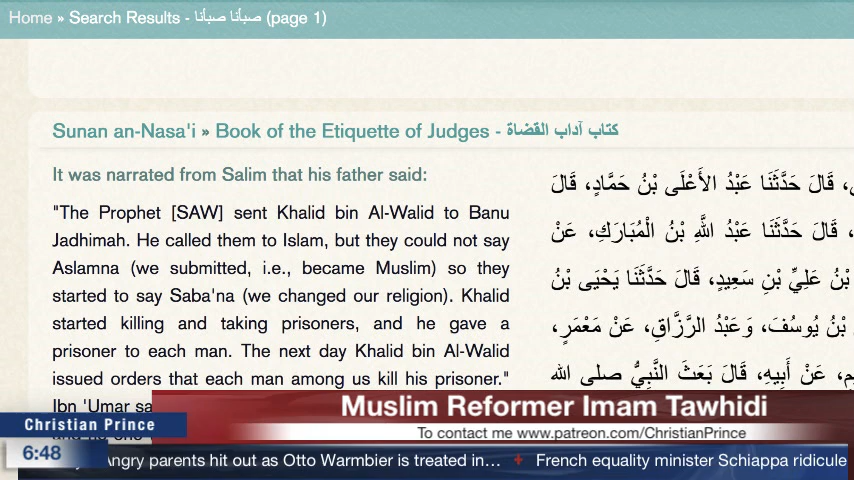 Home » Search Results - صبأنا صبأنا (page 1)
Sunan an-Nasa'i » Book of the Etiquette of Judges - كتاب آداب القضاة
It was narrated from Salim that his father said:
"The Prophet [SAW] sent Khalid bin Al-Walid to Banu
Jadhimah. He called them to Islam, but they could not say
Aslamna (we submitted, i.e., became Muslim) so they
started to say Saba'na (we changed our religion). Khalid
started killing and taking prisoners, and he gave a
prisoner to each man. The next day Khalid bin Al-Walid
issued orders that each man among us kill his prisoner."
Ibn 'Umar sa
، قَالَ حَدَّثَنَا عَبْدُ الأَعْلَى بْنُ حَمَّادٍ، قَالَ
، قَالَ حَدَّثَنَا عَبْدُ اللَّهِ بْنُ الْمُبَارَكِ، عَنْ
بْنُ عَلِيِّ بْنِ سَعِيدٍ، قَالَ حَدَّثَنَا يَحْيَى بْنُ
بْنُ يُوسُفَ، وَعَبْدُ الرَّزَّاقِ، عَنْ مَعْمَرٍ،
، عَنْ أَبِيهِ، قَالَ بَعَثَ النَّبِيُّ صلى الله
Muslim Reformer Imam Tawhidi
Christian Prince
To contact me www.patreon.com/ChristianPrince
6:48
Angry parents hit out as Otto Warmbier is treated in… + French equality minister Schiappa ridicule